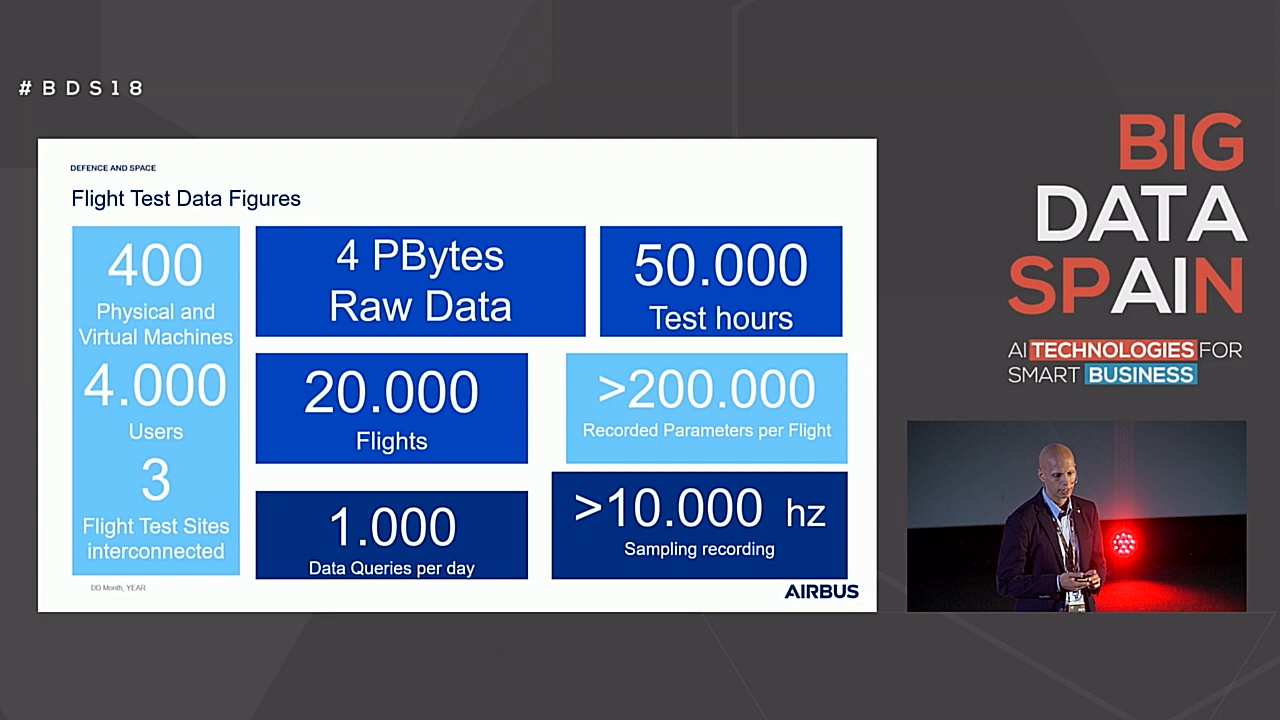 #BDS18
DEFENCE AND SPACE
Flight Test Data Figures
400
Physical and
Virtual Machines
4.000
Users
3
Flight Test Sites
interconnected
4 PBytes
Raw Data
50.000
Test hours
20.000
Flights
>200.000
Recorded Parameters per Flight
1.000
Data Queries per day
>10.000 hz
Sampling recording
DD Month, YEAR
AIRBUS
BIG
DATA
SPAIN
AI TECHNOLOGIES FOR
SMART BUSINESS